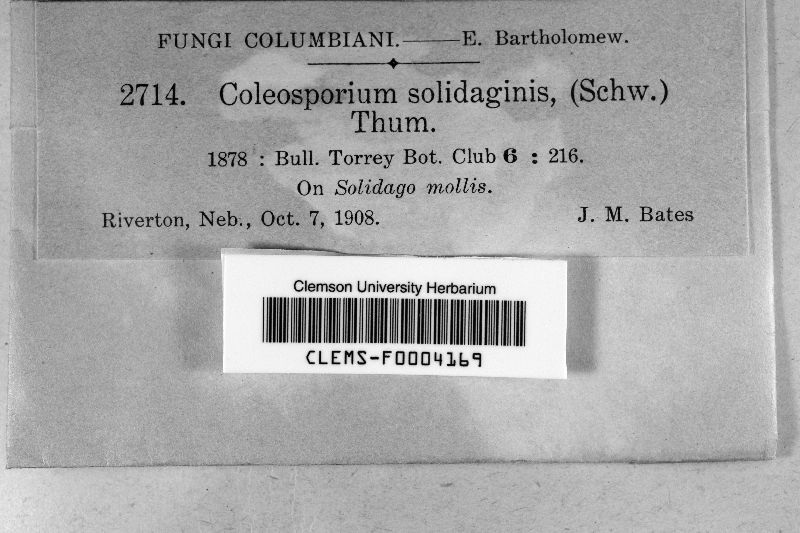 FUNGI COLUMBIANI.——E. Bartholomew.
2714. Coleosporium solidaginis, (Schw.)
Thum.
1878 : Bull. Torrey Bot. Club 6 : 216.
On Solidago mollis.
Riverton, Neb., Oct. 7, 1908. J. M. Bates
Clemson University Herbarium
CLEMS-F0004169